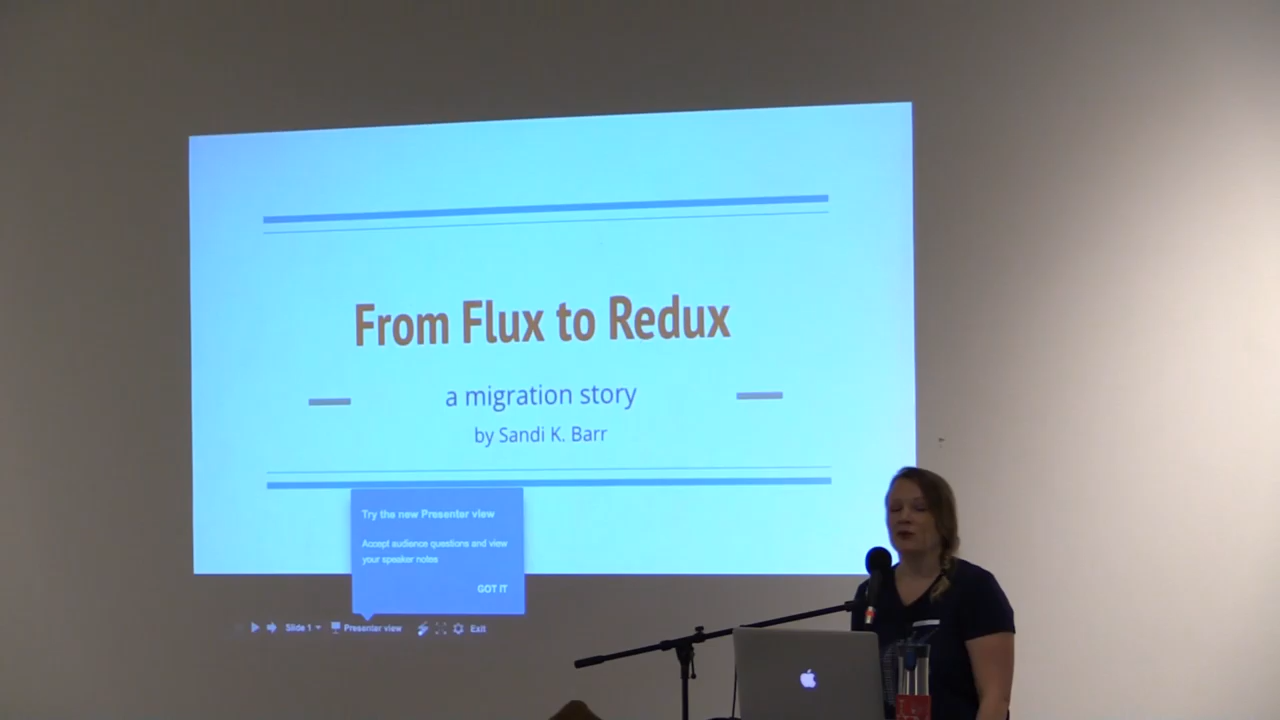 From Flux to Redux
a migration story
by Sandi K. Barr
Try the new Presenter view
Accept audience questions and view
your speaker notes
GOT IT
Slide 1
Presenter view
Exit